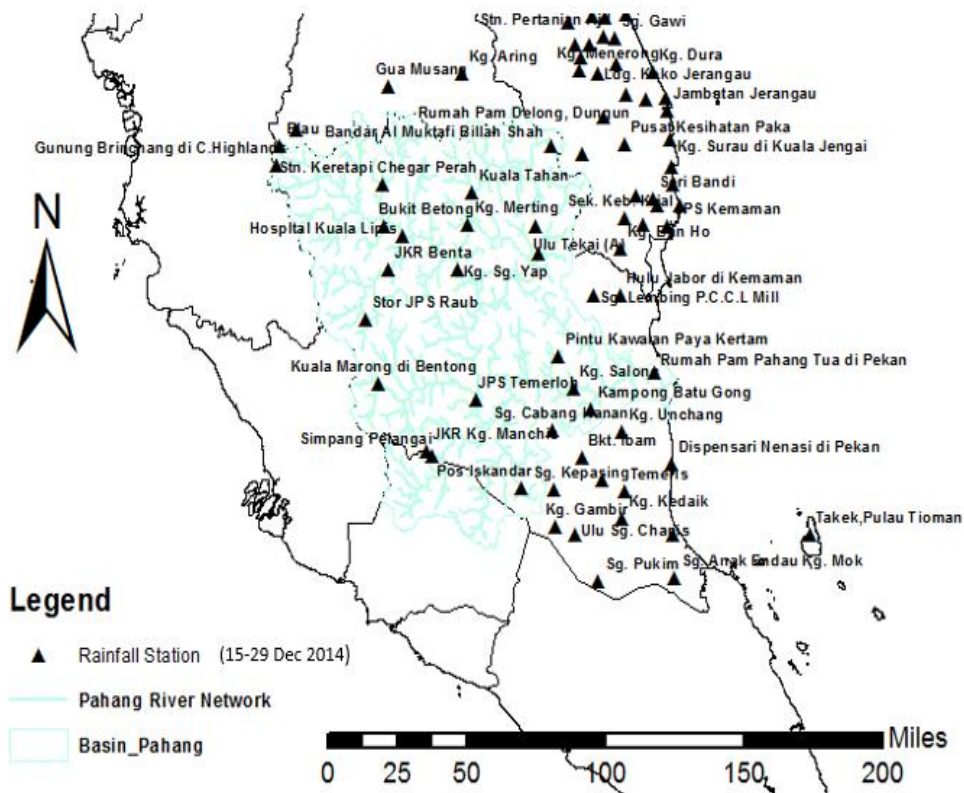 Stn. Pertanian Ajil
Sg. Gawi
Kg. Aring
Kg. Menerong
Kg. Dura
Gua Musang
Ldg. Koko Jerangau
Jambatan Jerangau
Rumah Pam Delong, Dungun
Blau
Bandar Al Muktafi Billah Shah
Pusat Kesihatan Paka
Gunung Brinchang di C.Highland
Kg. Surau di Kuala Jengai
Stn. Keretapi Chegar Perah
Kuala Tahan
Seri Bandi
Bukit Betong
Kg. Merting
Sek. Keb. Kijal
JPS Kemaman
Hospital Kuala Lipis
Ulu Tekai (A)
Kg. Ban Ho
JKR Benta
Kg. Sg. Yap
Hulu Jabor di Kemaman
Stor JPS Raub
Sg. Lembing P.C.C.L Mill
Pintu Kawalan Paya Kertam
Kuala Marong di Bentong
Kg. Salong
Rumah Pam Pahang Tua di Pekan
JPS Temerloh
Kampong Batu Gong
Sg. Cabang Kanan
Kg. Unchang
Simpang Pelangai
JKR Kg. Manchis
Bkt. Ibam
Dispensari Nenasi di Pekan
Pos Iskandar
Sg. Kepasing
Temeris
Kg. Kedaik
Kg. Gambir
Takek,Pulau Tioman
Ulu Sg. Chanis
Sg. Pukim
Sg. Anak Endau Kg. Mok
N
Legend
Rainfall Station (15-29 Dec 2014)
Pahang River Network
Basin_Pahang
Miles
0 25 50 100 150 200